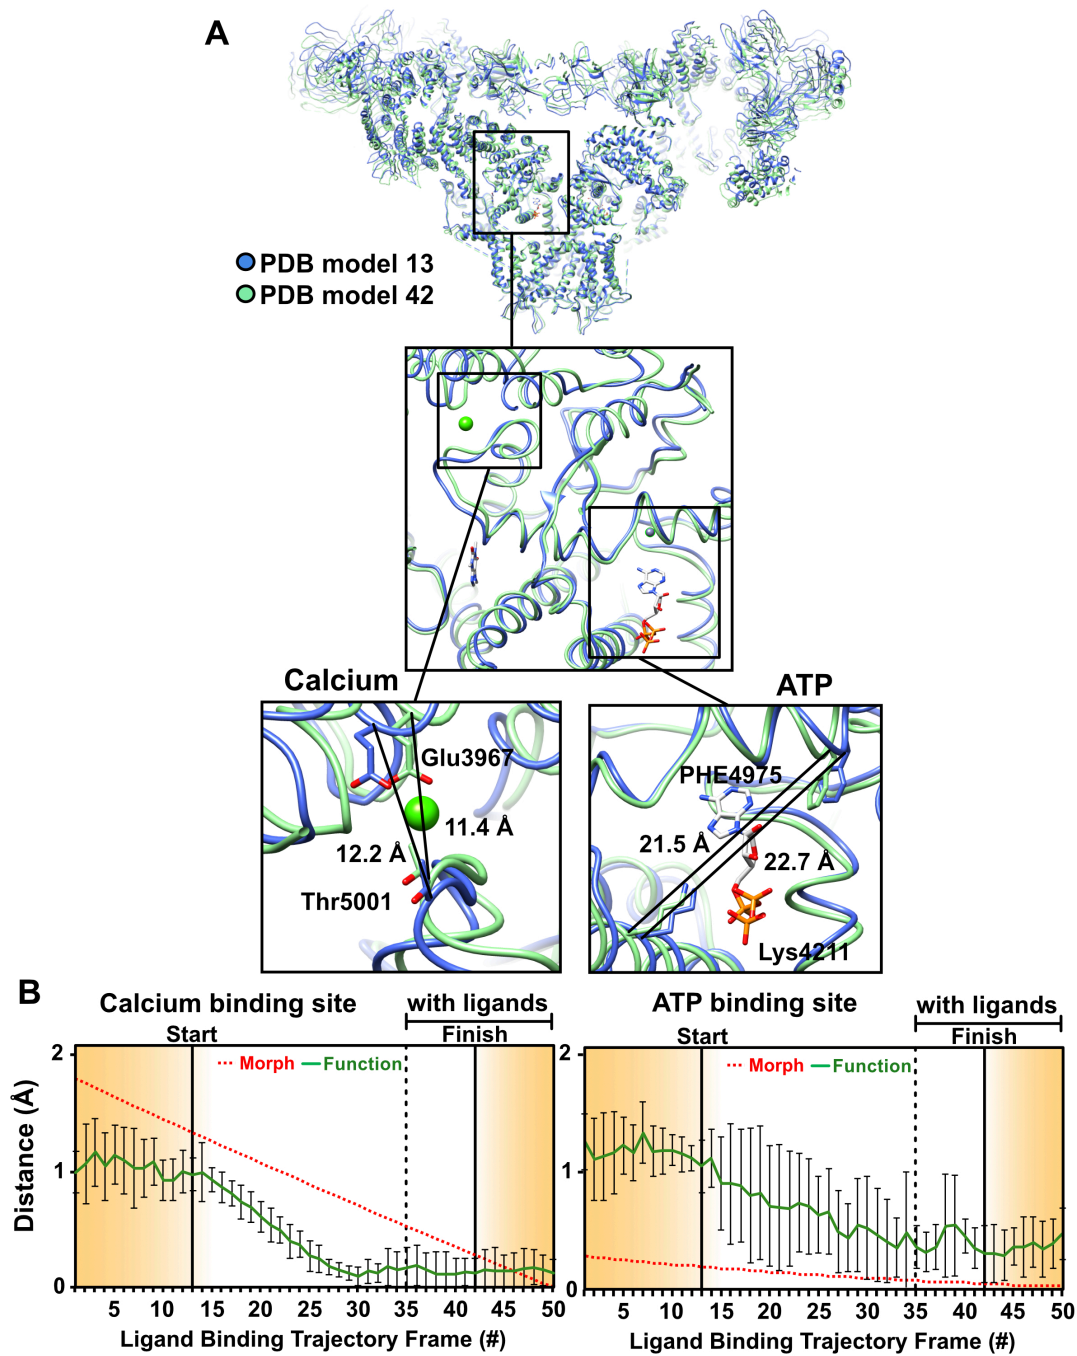 A
PDB model 13
PDB model 42
Calcium
ATP
Glu3967
11.4 Å
12.2 Å
Thr5001
PHE4975
21.5 Å
22.7 Å
Lys4211
B
Calcium binding site
with ligands
Start
Finish
Morph
Function
2
1
0
Distance (Å)
5 10 15 20 25 30 35 40 45 50
Ligand Binding Trajectory Frame (#)
ATP binding site
with ligands
Start
Finish
Morph
Function
2
1
0
5 10 15 20 25 30 35 40 45 50
Ligand Binding Trajectory Frame (#)